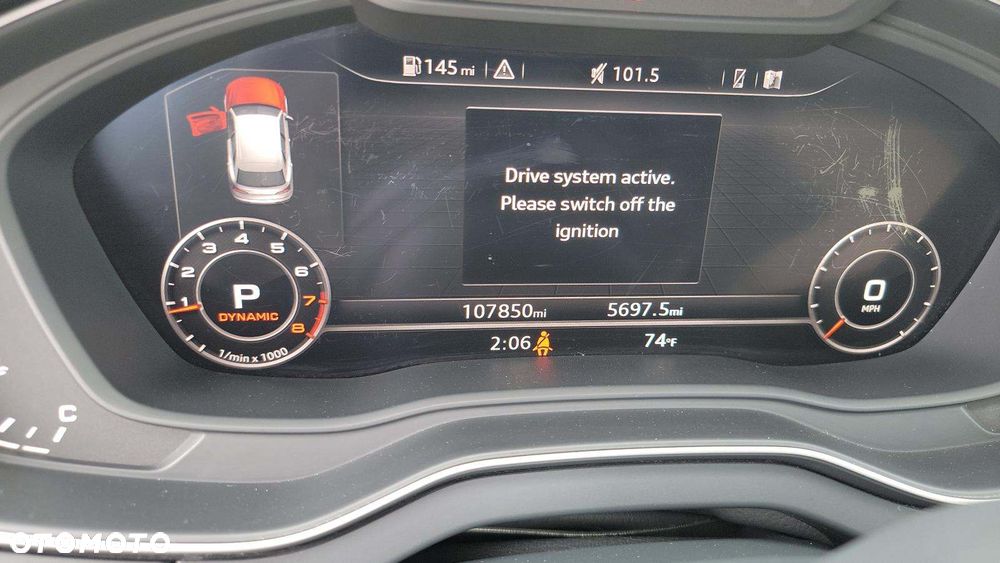 145 mi
101.5
Drive system active.
Please switch off the
ignition
1 2 3 4 5 6 7 8
P
DYNAMIC
1/min x 1000
0
MPH
107850mi
5697.5mi
2:06
74°F
C
OTOMOTO